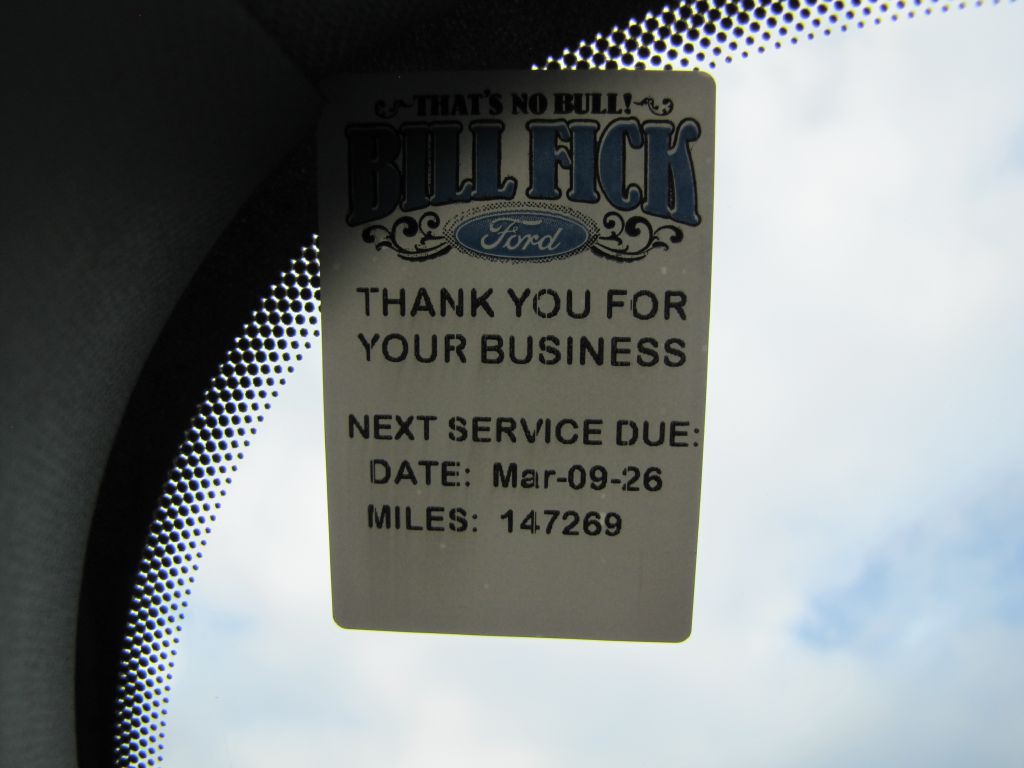 THAT'S NO BULL!
BILL FICK
Ford
THANK YOU FOR
YOUR BUSINESS
NEXT SERVICE DUE:
DATE: Mar-09-26
MILES: 147269